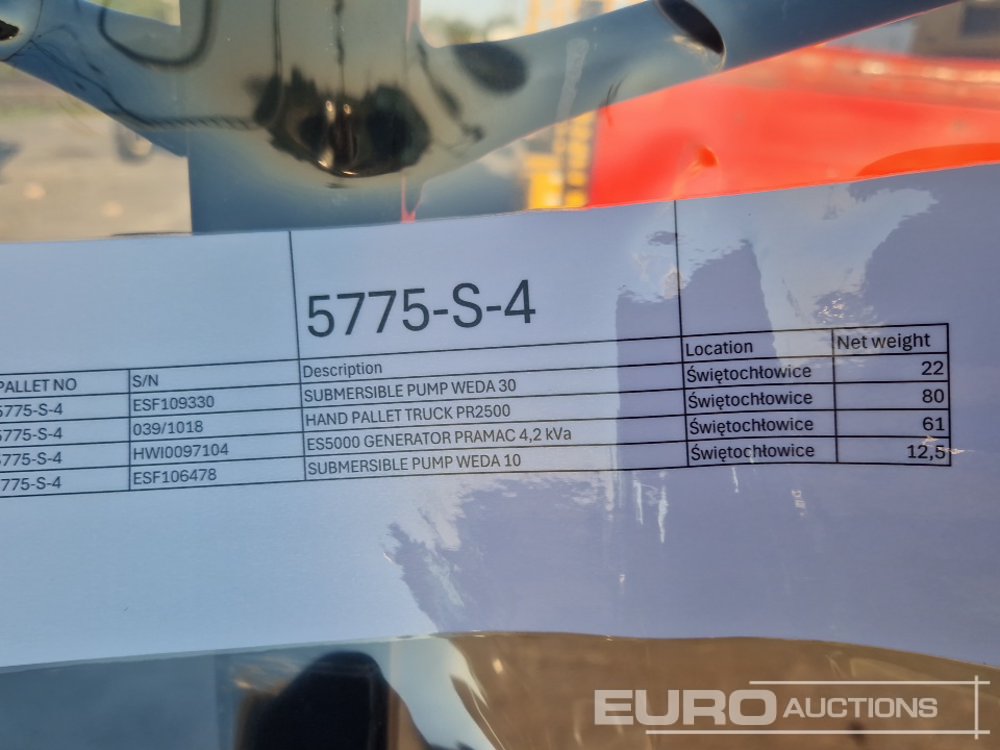 5775-S-4
PALLET NO S/N Description Location Net weight
5775-S-4 ESF109330 SUBMERSIBLE PUMP WEDA 30 Świętochłowice 22
5775-S-4 039/1018 HAND PALLET TRUCK PR2500 Świętochłowice 80
775-S-4 HWI0097104 ES5000 GENERATOR PRAMAC 4,2 kVa Świętochłowice 61
775-S-4 ESF106478 SUBMERSIBLE PUMP WEDA 10 Świętochłowice 12,5
EURO AUCTIONS